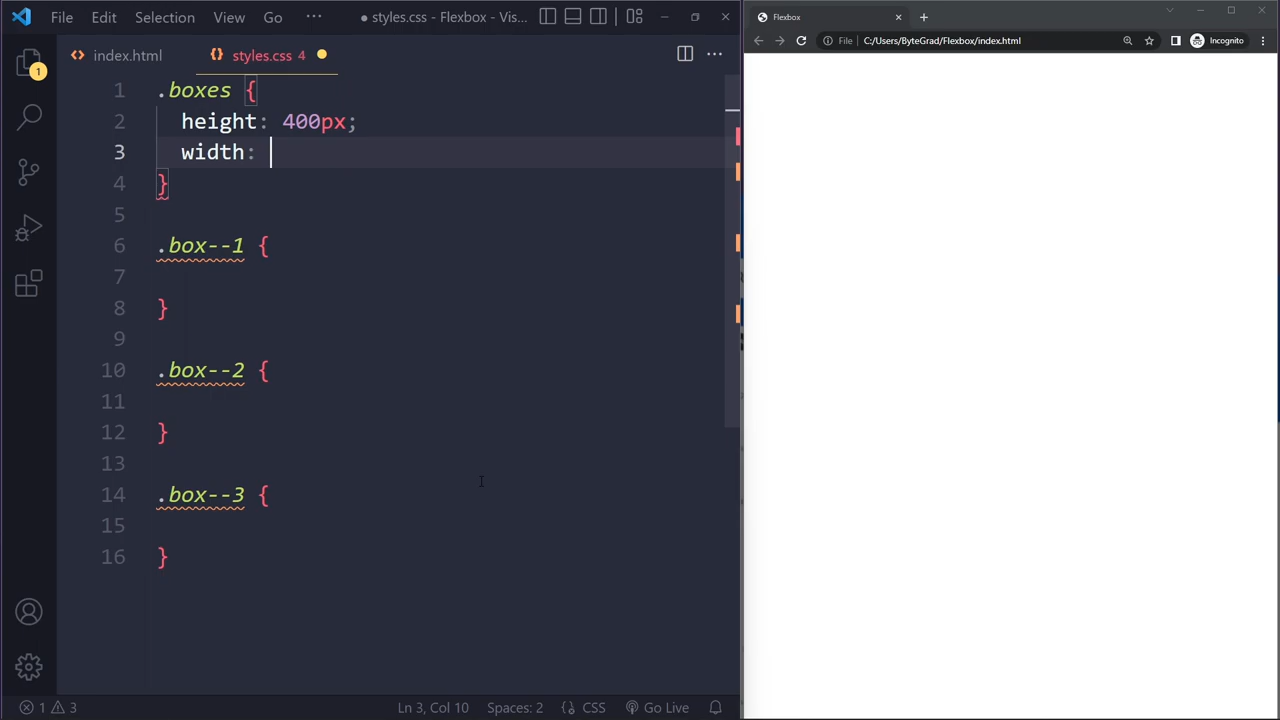 File Edit Selection View Go ··· ● styles.css - Flexbox - Vis...
index.html styles.css 4 ●
1 .boxes {
2 height: 400px;
3 width:
4 }
5
6 .box--1 {
7
8 }
9
10 .box--2 {
11
12 }
13
14 .box--3 {
15
16 }
1
1 3 Ln 3, Col 10 Spaces: 2 {} CSS Go Live
Flexbox
File C:/Users/ByteGrad/Flexbox/index.html Incognito